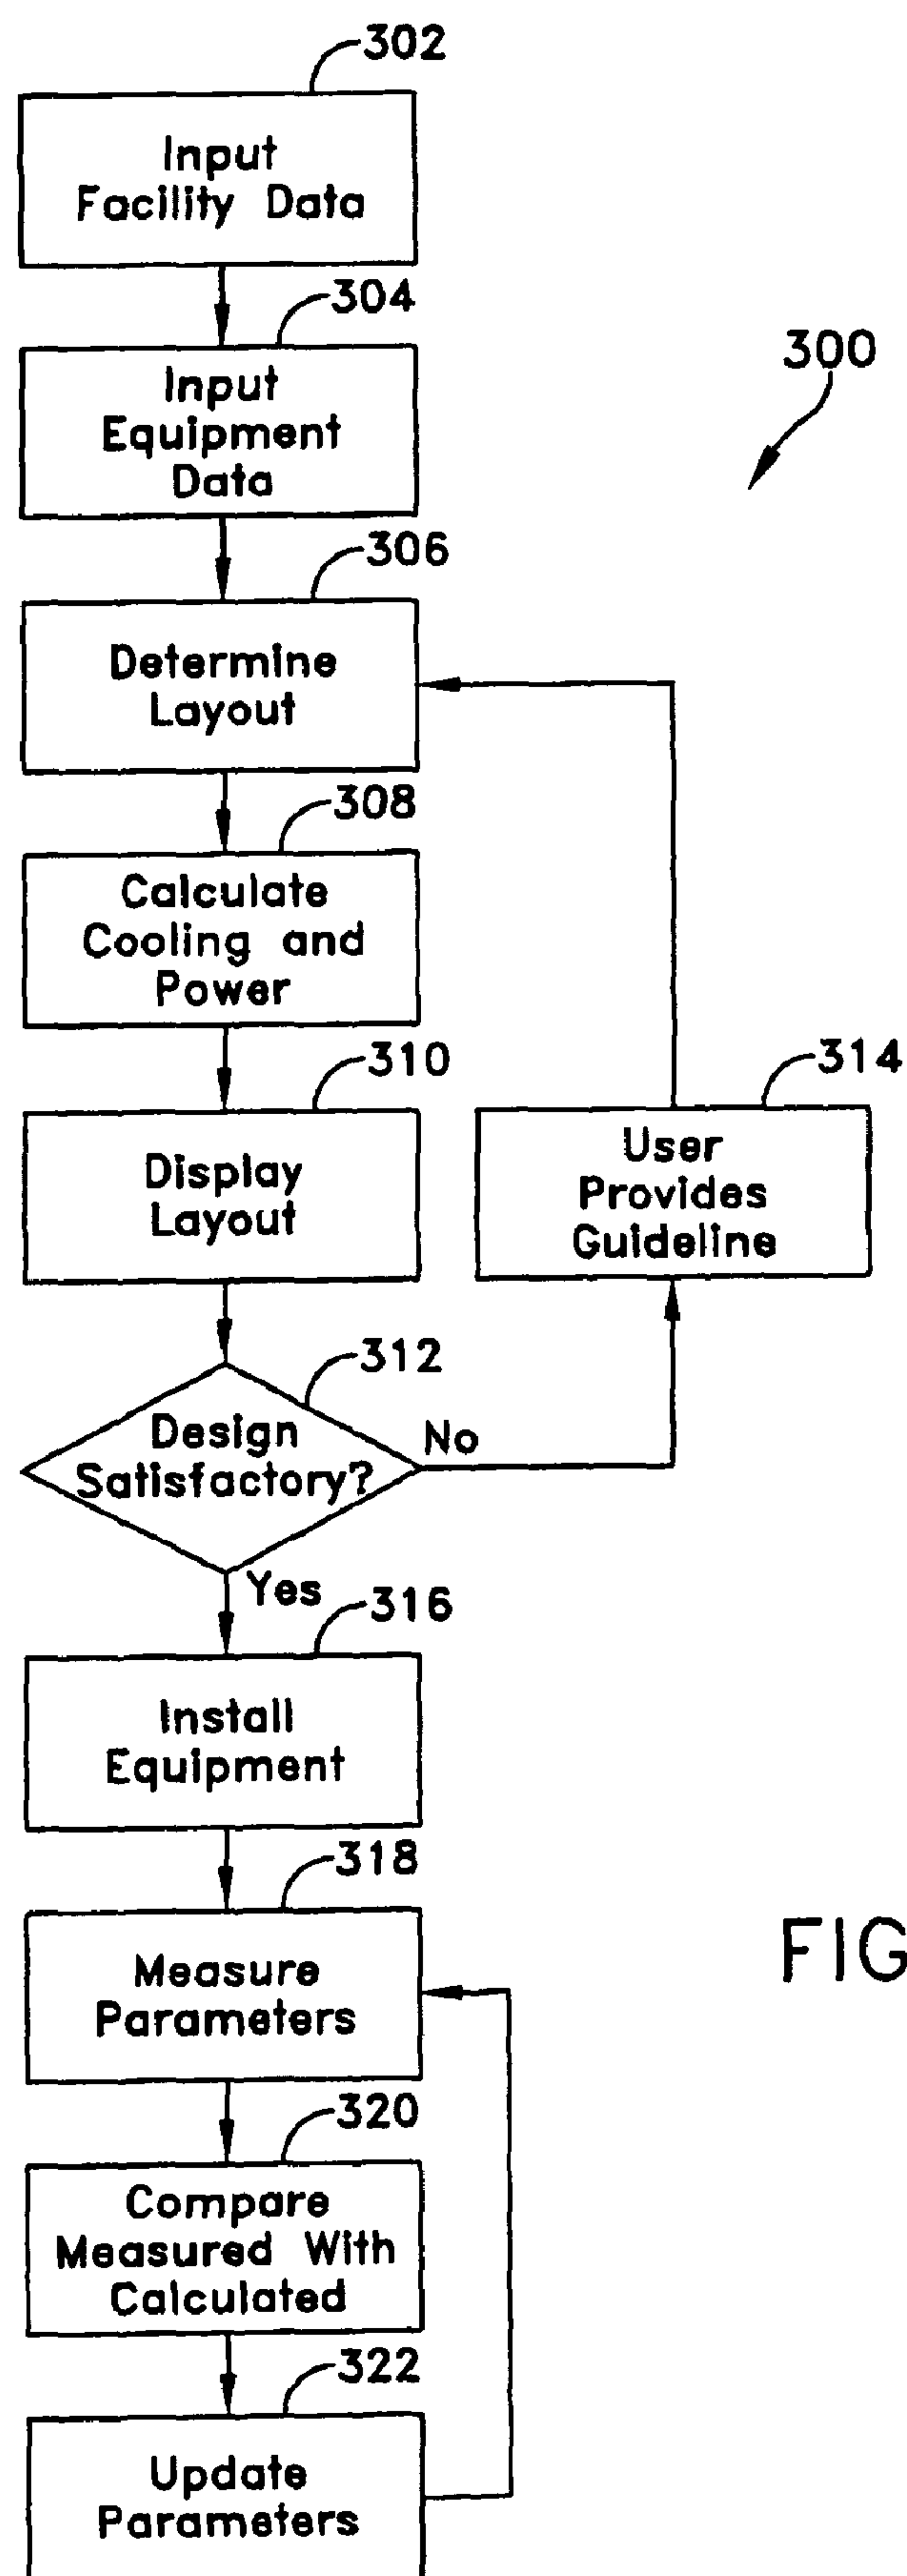 302
Input
Facility Data
304
Input
Equipment
Data
300
306
Determine
Layout
308
Calculate
Cooling and
Power
310
Display
Layout
314
User
Provides
Guideline
312
Design
Satisfactory?
No
Yes
316
Install
Equipment
318
Measure
Parameters
FIG
320
Compare
Measured With
Calculated
322
Update
Parameters